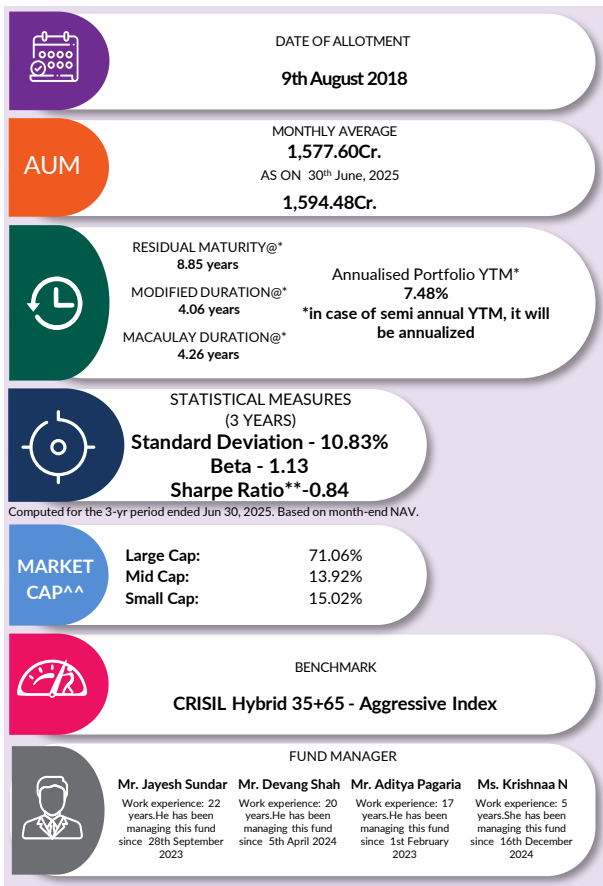 DATE OF ALLOTMENT
9th August 2018
AUM
MONTHLY AVERAGE
1,577.60Cr.
AS ON 30th June, 2025
1,594.48Cr.
RESIDUAL MATURITY@*
8.85 years
MODIFIED DURATION@*
4.06 years
MACAULAY DURATION@*
4.26 years
Annualised Portfolio YTM*
7.48%
*in case of semi annual YTM, it will
be annualized
STATISTICAL MEASURES
(3 YEARS)
Standard Deviation - 10.83%
Beta - 1.13
Sharpe Ratio**-0.84
Computed for the 3-yr period ended Jun 30, 2025. Based on month-end NAV.
MARKET
CAP^^
Large Cap: 71.06%
Mid Cap: 13.92%
Small Cap: 15.02%
BENCHMARK
CRISIL Hybrid 35+65 - Aggressive Index
FUND MANAGER
Mr. Jayesh Sundar
Work experience: 22
years.He has been
managing this fund
since 28th September
2023
Mr. Devang Shah
Work experience: 20
years.He has been
managing this fund
since 5th April 2024
Mr. Aditya Pagaria
Work experience: 17
years.He has been
managing this fund
since 1st February
2023
Ms. Krishnaa N
Work experience: 5
years.She has been
managing this fund
since 16th December
2024